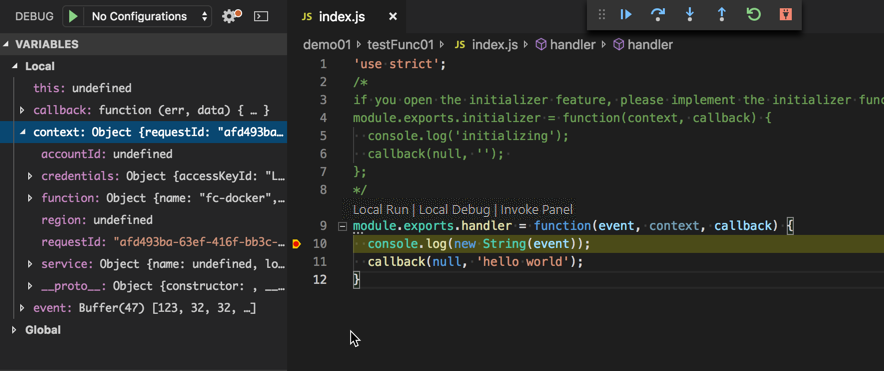 DEBUG No Configurations
VARIABLES
Local
this: undefined
callback: function (err, data) { … }
context: Object {requestId: "afd493ba…
accountId: undefined
credentials: Object {accessKeyId: "L…
function: Object {name: "fc-docker",…
region: undefined
requestId: "afd493ba-63ef-416f-bb3c-…
service: Object {name: undefined, lo…
__proto__: Object {constructor: , __…
event: Buffer(47) [123, 32, 32, …]
Global
JS index.js ×
demo01 › testFunc01 › JS index.js › handler › handler
1 'use strict';
2 /*
3 if you open the initializer feature, please implement the initializer func
4 module.exports.initializer = function(context, callback) {
5 console.log('initializing');
6 callback(null, '');
7 };
8 */
Local Run | Local Debug | Invoke Panel
9 module.exports.handler = function(event, context, callback) {
10 console.log(new String(event));
11 callback(null, 'hello world');
12 }